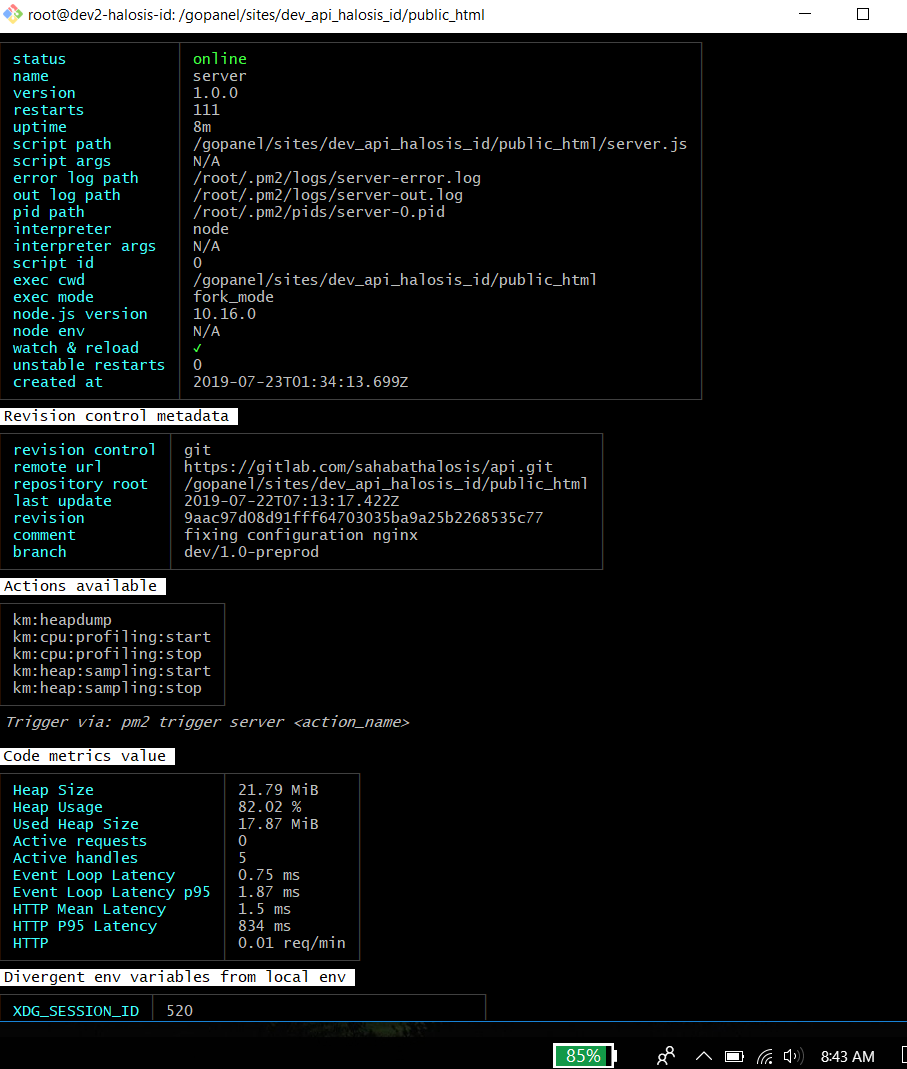 root@dev2-halosis-id: /gopanel/sites/dev_api_halosis_id/public_html
status online
name server
version 1.0.0
restarts 111
uptime 8m
script path /gopanel/sites/dev_api_halosis_id/public_html/server.js
script args N/A
error log path /root/.pm2/logs/server-error.log
out log path /root/.pm2/logs/server-out.log
pid path /root/.pm2/pids/server-0.pid
interpreter node
interpreter args N/A
script id 0
exec cwd /gopanel/sites/dev_api_halosis_id/public_html
exec mode fork_mode
node.js version 10.16.0
node env N/A
watch & reload ✓
unstable restarts 0
created at 2019-07-23T01:34:13.699Z
Revision control metadata
revision control git
remote url https://gitlab.com/sahabathalosis/api.git
repository root /gopanel/sites/dev_api_halosis_id/public_html
last update 2019-07-22T07:13:17.422Z
revision 9aac97d08d91fff64703035ba9a25b2268535c77
comment fixing configuration nginx
branch dev/1.0-preprod
Actions available
km:heapdump
km:cpu:profiling:start
km:cpu:profiling:stop
km:heap:sampling:start
km:heap:sampling:stop
Trigger via: pm2 trigger server <action_name>
Code metrics value
Heap Size 21.79 MiB
Heap Usage 82.02 %
Used Heap Size 17.87 MiB
Active requests 0
Active handles 5
Event Loop Latency 0.75 ms
Event Loop Latency p95 1.87 ms
HTTP Mean Latency 1.5 ms
HTTP P95 Latency 834 ms
HTTP 0.01 req/min
Divergent env variables from local env
XDG_SESSION_ID 520
85% 8:43 AM